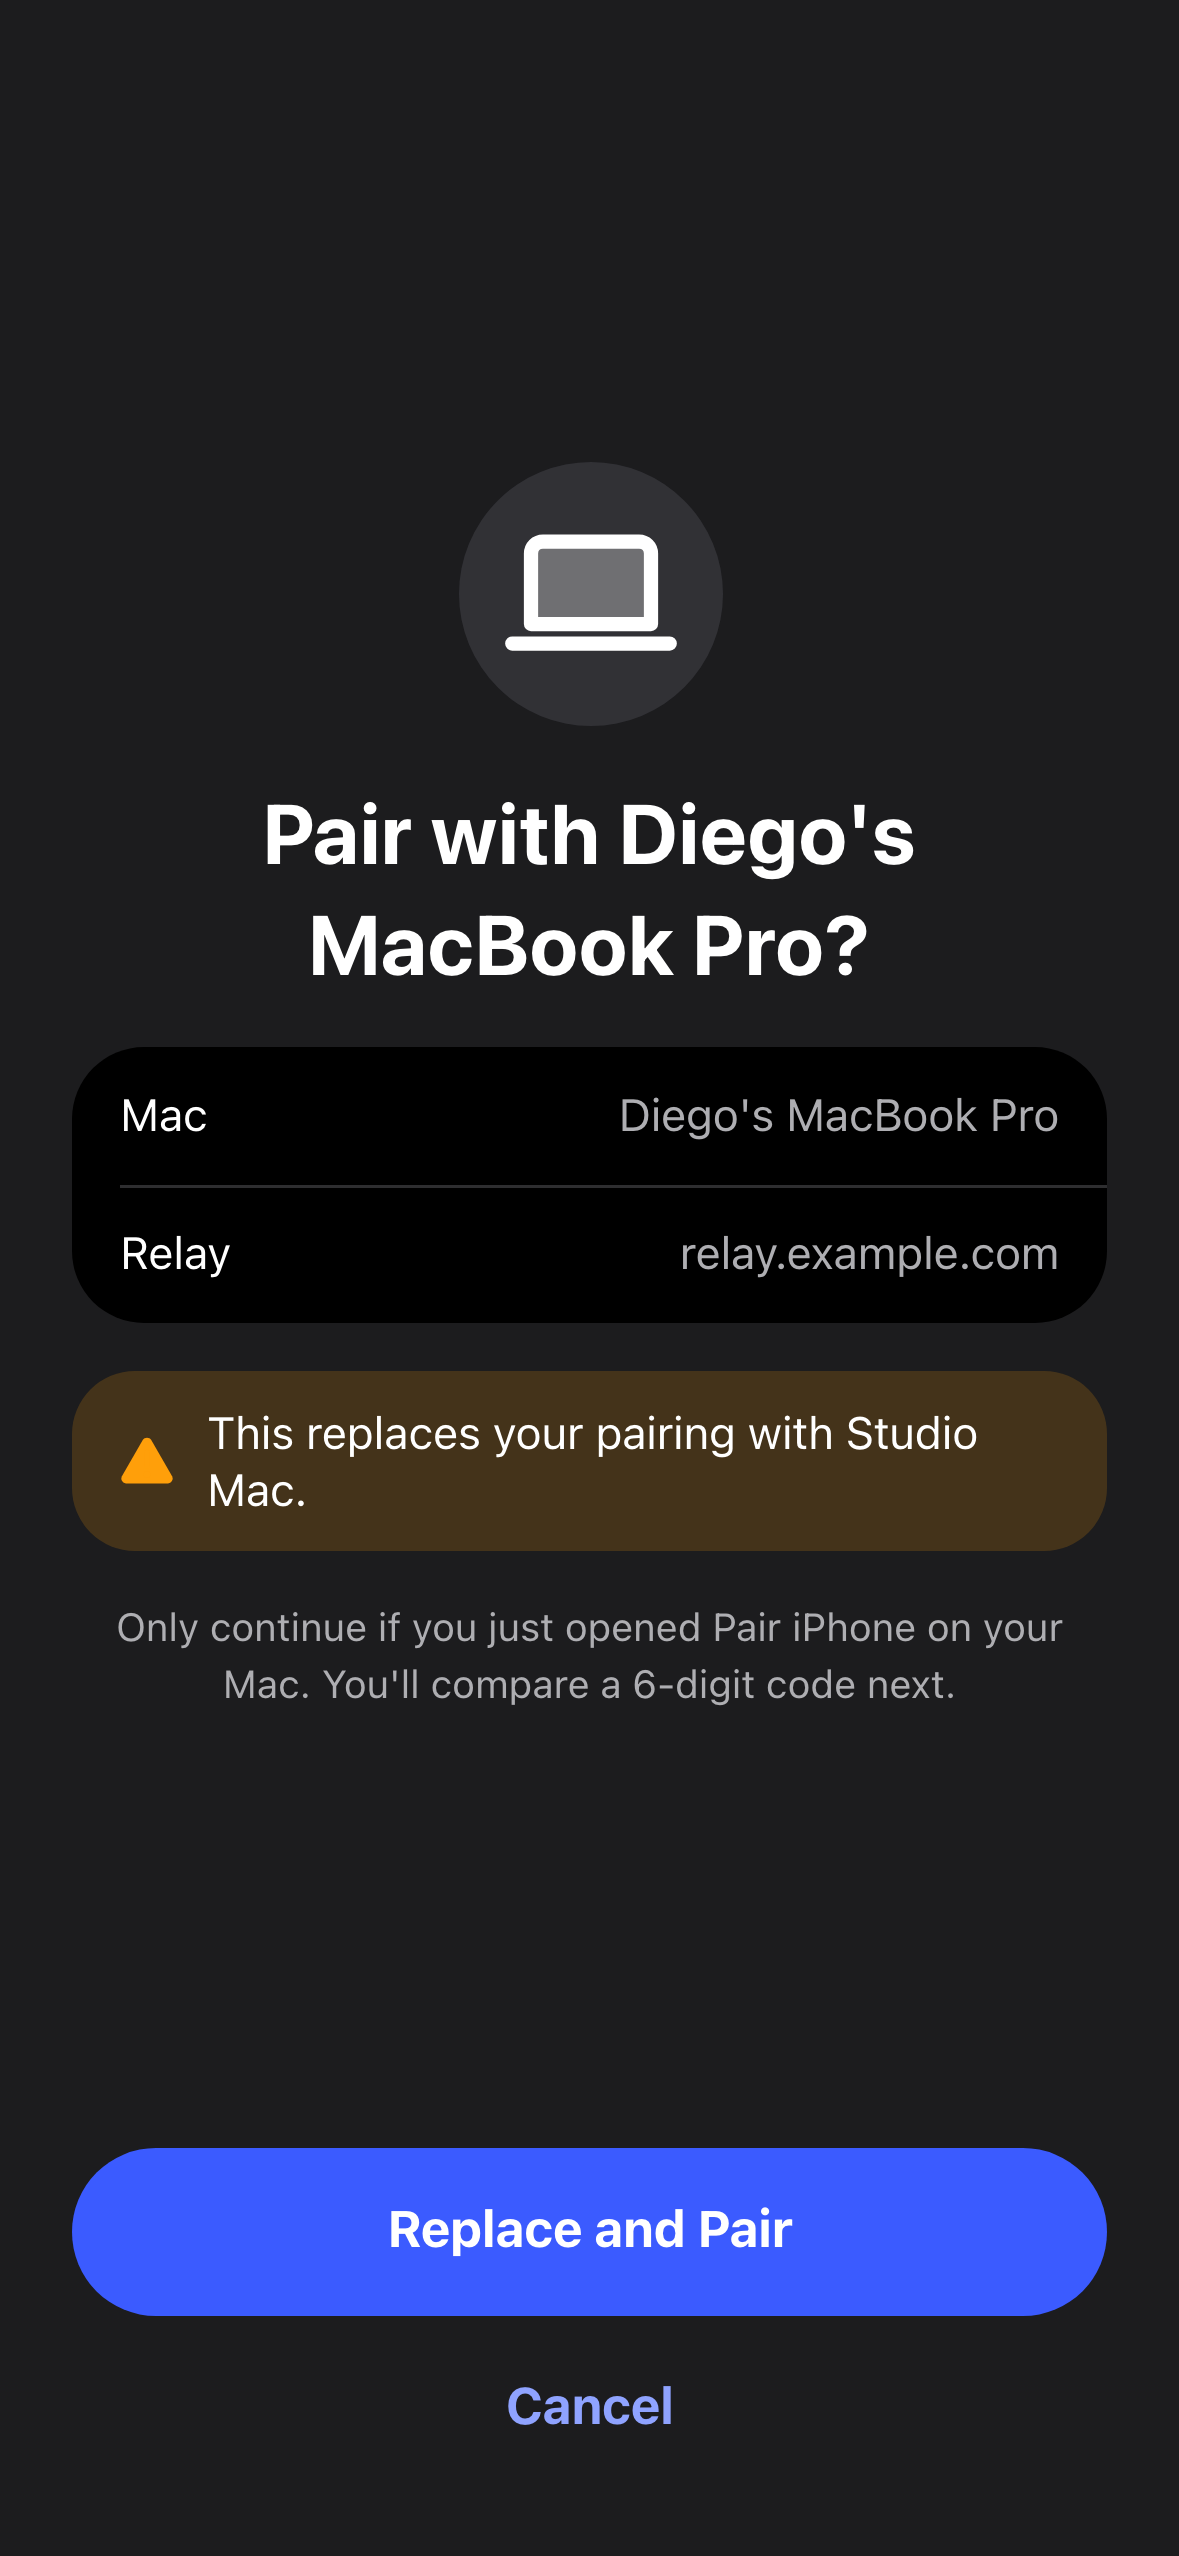 Pair with Diego's
MacBook Pro?
Mac Diego's MacBook Pro
Relay relay.example.com
This replaces your pairing with Studio
Mac.
Only continue if you just opened Pair iPhone on your
Mac. You'll compare a 6-digit code next.
Replace and Pair
Cancel